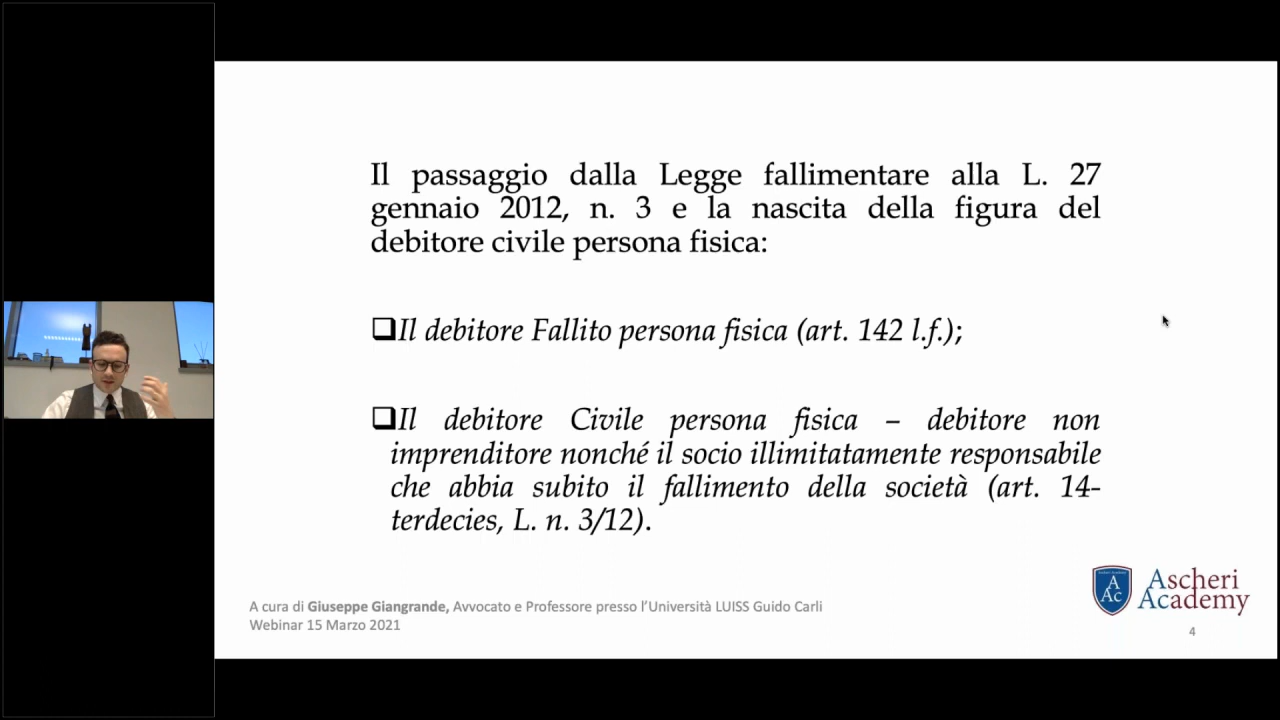 Il passaggio dalla Legge fallimentare alla L. 27
gennaio 2012, n. 3 e la nascita della figura del
debitore civile persona fisica:
❑Il debitore Fallito persona fisica (art. 142 l.f.);
❑Il debitore Civile persona fisica – debitore non
imprenditore nonché il socio illimitatamente responsabile
che abbia subito il fallimento della società (art. 14-
terdecies, L. n. 3/12).
A cura di Giuseppe Giangrande, Avvocato e Professore presso l’Università LUISS Guido Carli
Webinar 15 Marzo 2021
A
Ac
Ascheri
Academy
4